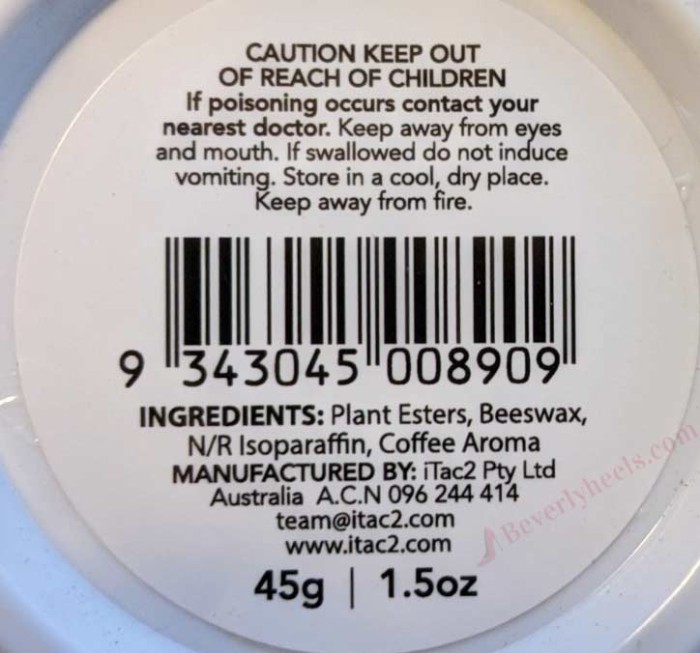 CAUTION KEEP OUT
OF REACH OF CHILDREN
If poisoning occurs contact your
nearest doctor. Keep away from eyes
and mouth. If swallowed do not induce
vomiting. Store in a cool, dry place.
Keep away from fire.
9 343045 008909
INGREDIENTS: Plant Esters, Beeswax,
N/R Isoparaffin, Coffee Aroma
MANUFACTURED BY: iTac2 Pty Ltd
Australia A.C.N 096 244 414
team@itac2.com
www.itac2.com
45g | 1.5oz
Beverlyheels.com